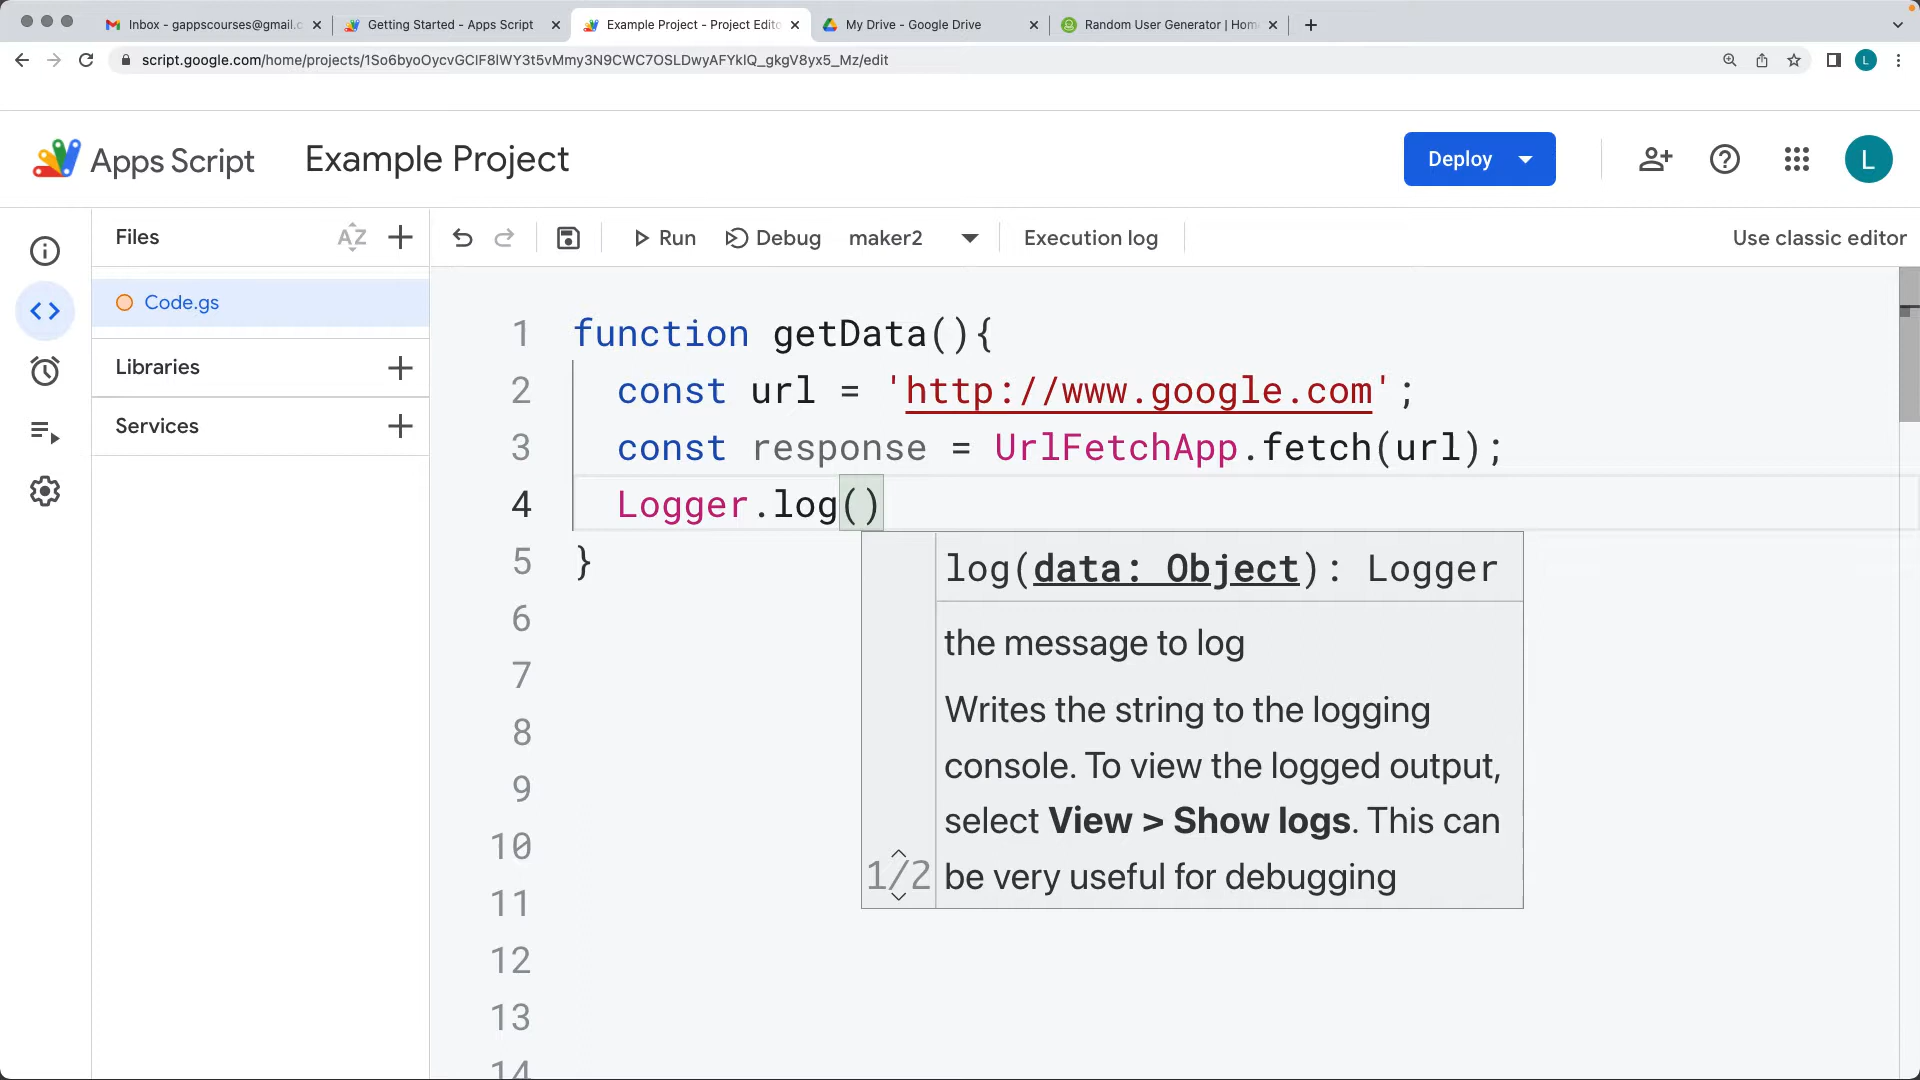 Inbox - gappscourses@gmail.c
Getting Started - Apps Script
Example Project - Project Edito
My Drive - Google Drive
Random User Generator | Hom
script.google.com/home/projects/1So6byoOycvGClF8lWY3t5vMmy3N9CWC7OSLDwyAFYklQ_gkgV8yx5_Mz/edit
L
Apps Script
Example Project
Deploy
L
Files
AZ
Run
Debug
maker2
Execution log
Use classic editor
Code.gs
Libraries
Services
1 function getData(){
2 const url = 'http://www.google.com';
3 const response = UrlFetchApp.fetch(url);
4 Logger.log()
5 }
6
7
8
9
10
11
12
13
14
log(data: Object): Logger
the message to log
Writes the string to the logging
console. To view the logged output,
select View > Show logs. This can
be very useful for debugging
1/2